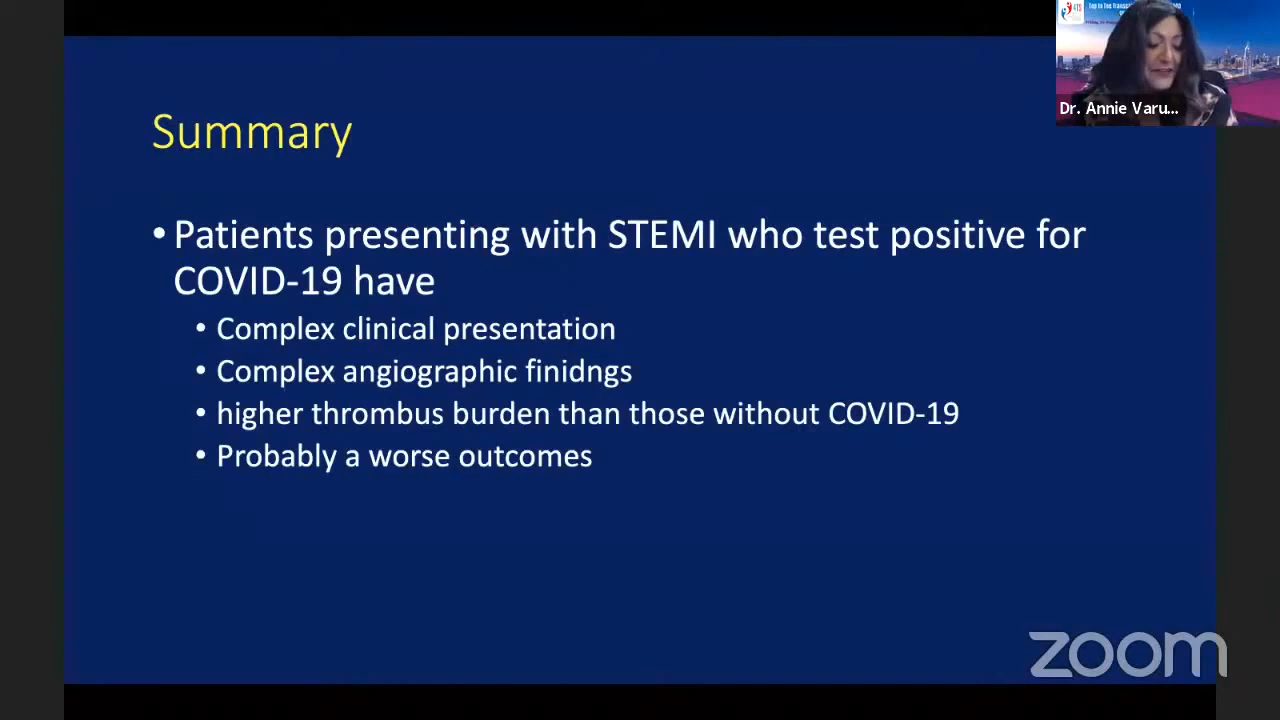 Summary
• Patients presenting with STEMI who test positive for
COVID-19 have
• Complex clinical presentation
• Complex angiographic finidngs
• higher thrombus burden than those without COVID-19
• Probably a worse outcomes
Dr. Annie Varu...
zoom